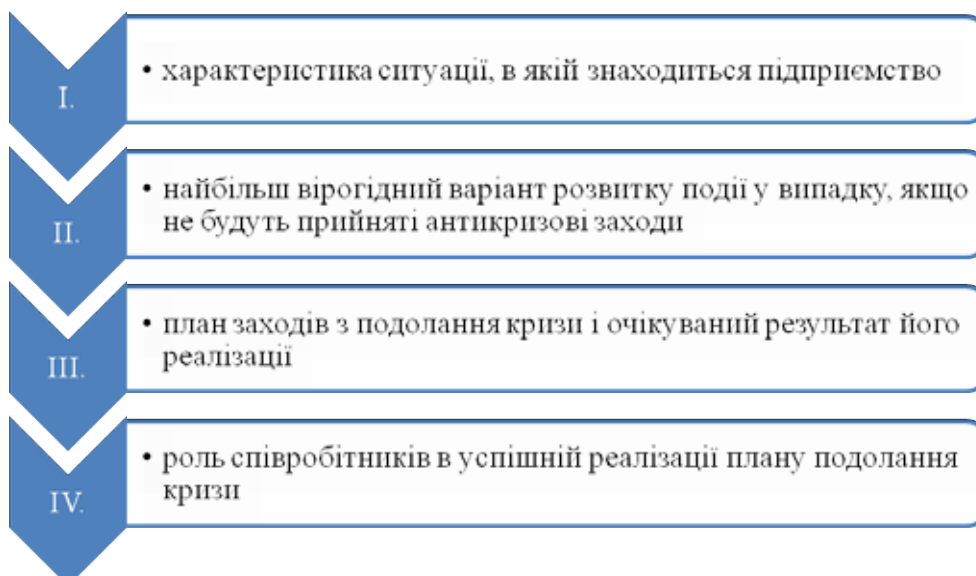 I.
• характеристика ситуації, в якій знаходиться підприємство
II.
• найбільш вірогідний варіант розвитку події у випадку, якщо
не будуть прийняті антикризові заходи
III.
• план заходів з подолання кризи і очікуваний результат його
реалізації
IV.
• роль співробітників в успішній реалізації плану подолання
кризи